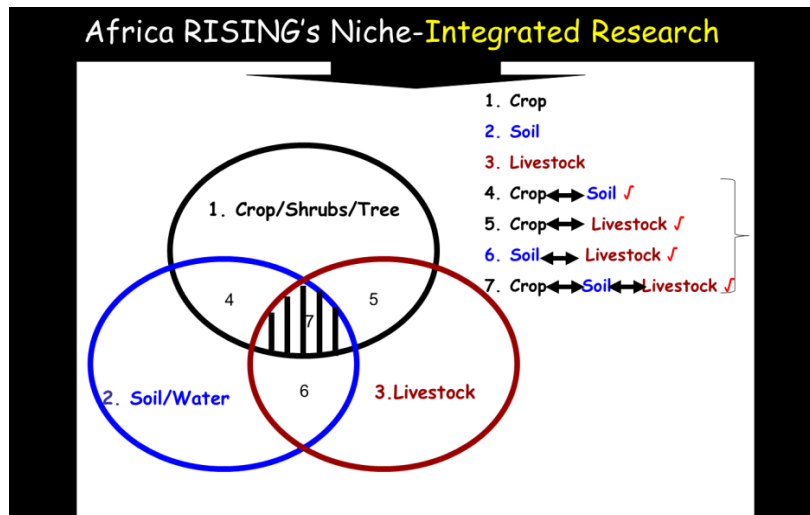 Africa RISING's Niche-Integrated Research
1. Crop
2. Soil
3. Livestock
4. Crop Soil √
5. Crop Livestock √
6. Soil Livestock √
7. Crop Soil Livestock √
1. Crop/Shrubs/Tree
4
5
7
2. Soil/Water
6
3.Livestock